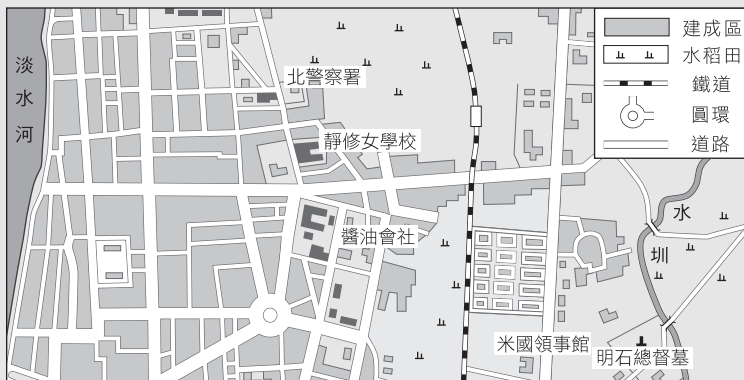 建成區
水稻田
鐵道
圓環
道路
淡水河
北警察署
靜修女學校
醬油會社
水圳
米國領事館
明石總督墓